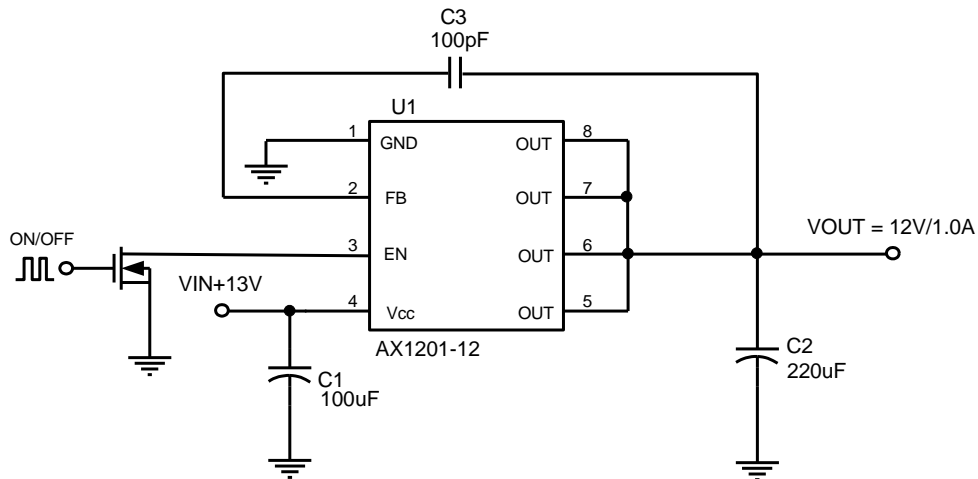 C3
100pF
U1
1 GND OUT 8
2 FB OUT 7
3 EN OUT 6
4 Vcc OUT 5
AX1201-12
ON/OFF
VIN+13V
C1
100uF
VOUT = 12V/1.0A
C2
220uF